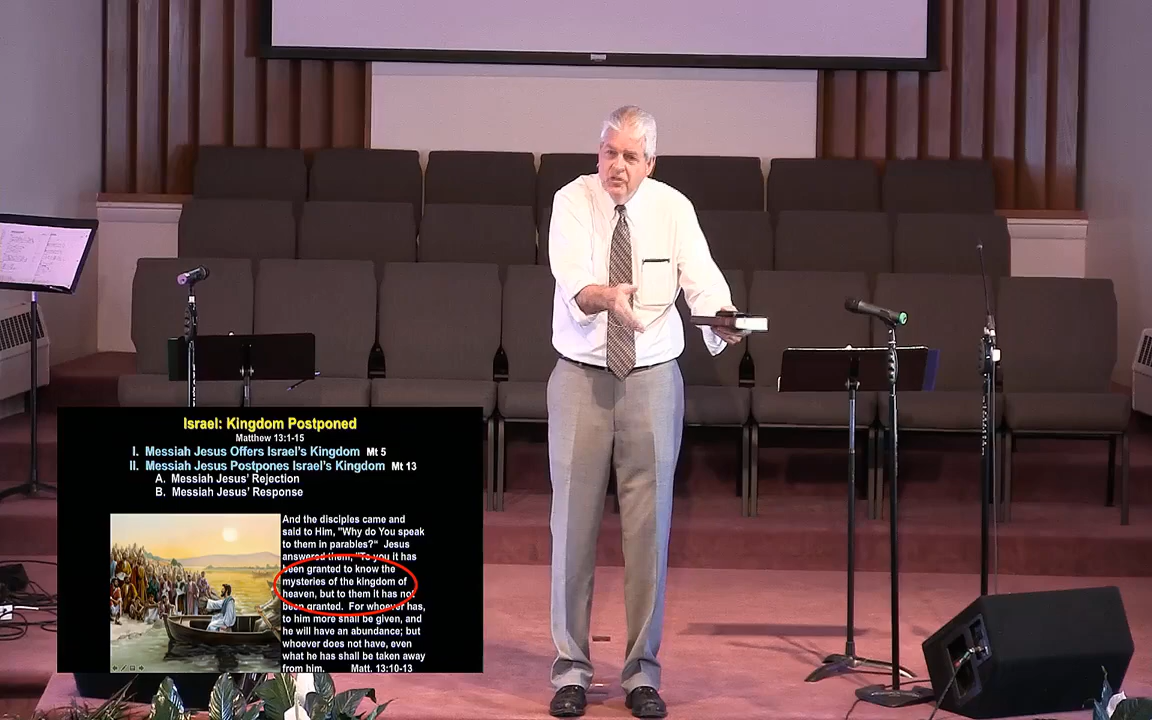 Israel: Kingdom Postponed
Matthew 13:1-15
I. Messiah Jesus Offers Israel's Kingdom Mt 5
II. Messiah Jesus Postpones Israel's Kingdom Mt 13
A. Messiah Jesus' Rejection
B. Messiah Jesus' Response
And the disciples came and
said to Him, "Why do You speak
to them in parables?" Jesus
answered them, "To you it has
been granted to know the
mysteries of the kingdom of
heaven, but to them it has not
been granted. For whoever has,
to him more shall be given, and
he will have an abundance; but
whoever does not have, even
what he has shall be taken away
from him. Matt. 13:10-13